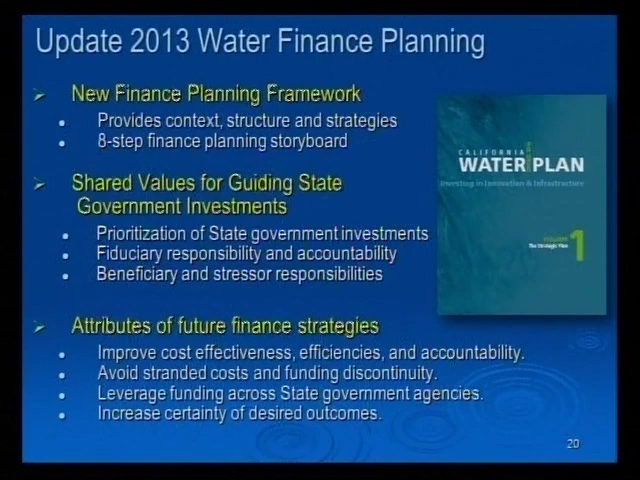 Update 2013 Water Finance Planning
New Finance Planning Framework
Provides context, structure and strategies
8-step finance planning storyboard
Shared Values for Guiding State
Government Investments
Prioritization of State government investments
Fiduciary responsibility and accountability
Beneficiary and stressor responsibilities
CALIFORNIA
WATER PLAN
Investing in Innovation & Infrastructure
1
The Strategic Plan
Attributes of future finance strategies
Improve cost effectiveness, efficiencies, and accountability.
Avoid stranded costs and funding discontinuity.
Leverage funding across State government agencies.
Increase certainty of desired outcomes.
20